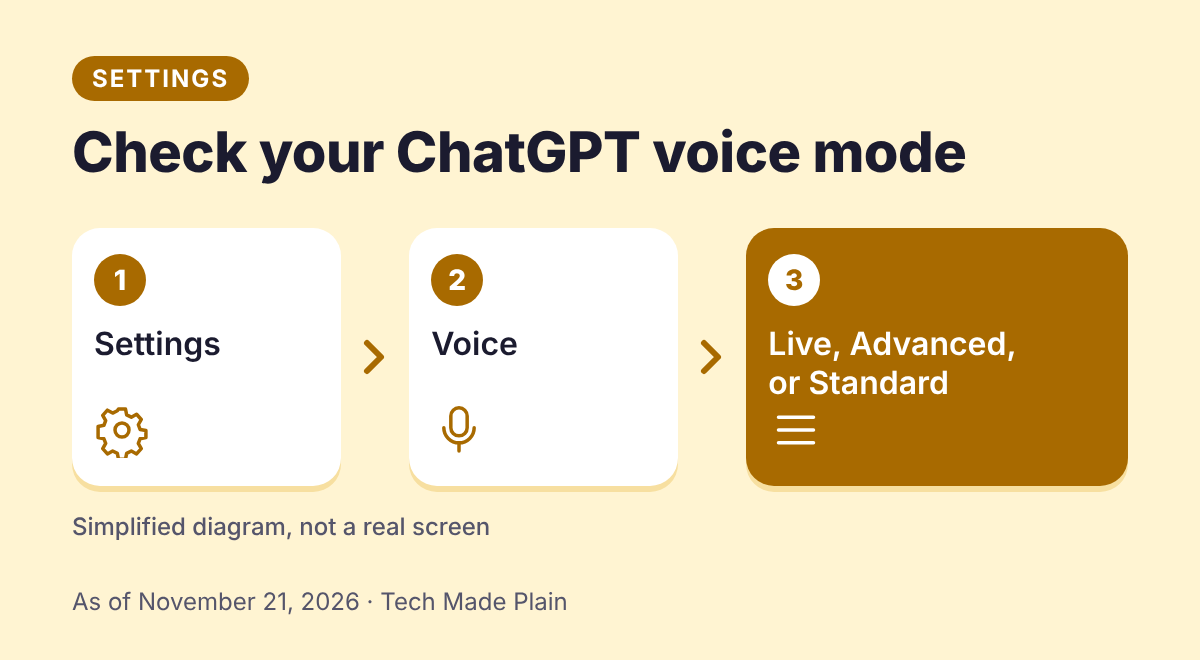 SETTINGS
Check your ChatGPT voice mode
1
Settings
2
Voice
3
Live, Advanced,
or Standard
Simplified diagram, not a real screen
As of November 21, 2026 · Tech Made Plain